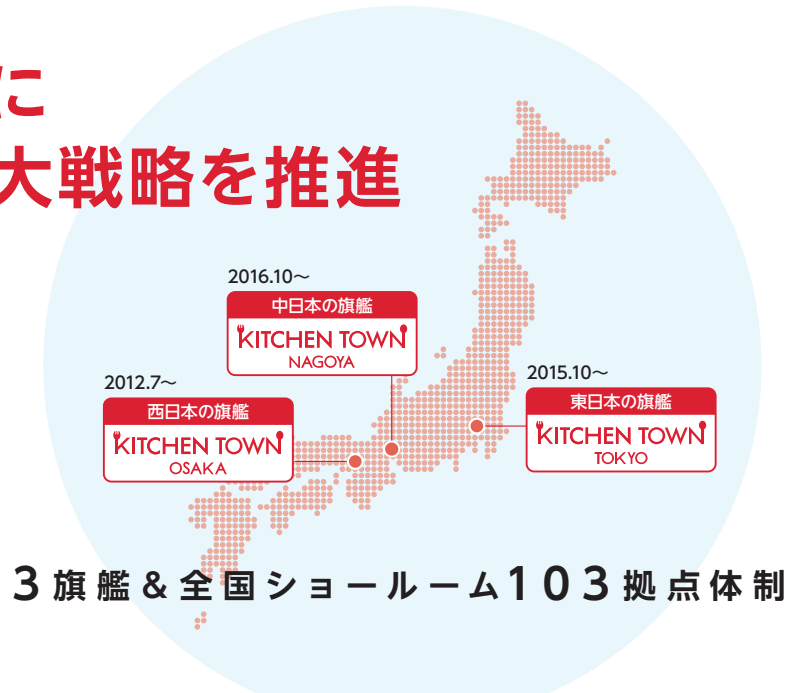 に
大戦略を推進
2016.10～
中日本の旗艦
KITCHEN TOWN
NAGOYA
2012.7～
西日本の旗艦
KITCHEN TOWN
OSAKA
2015.10～
東日本の旗艦
KITCHEN TOWN
TOKYO
3旗艦&全国ショールーム103拠点体制